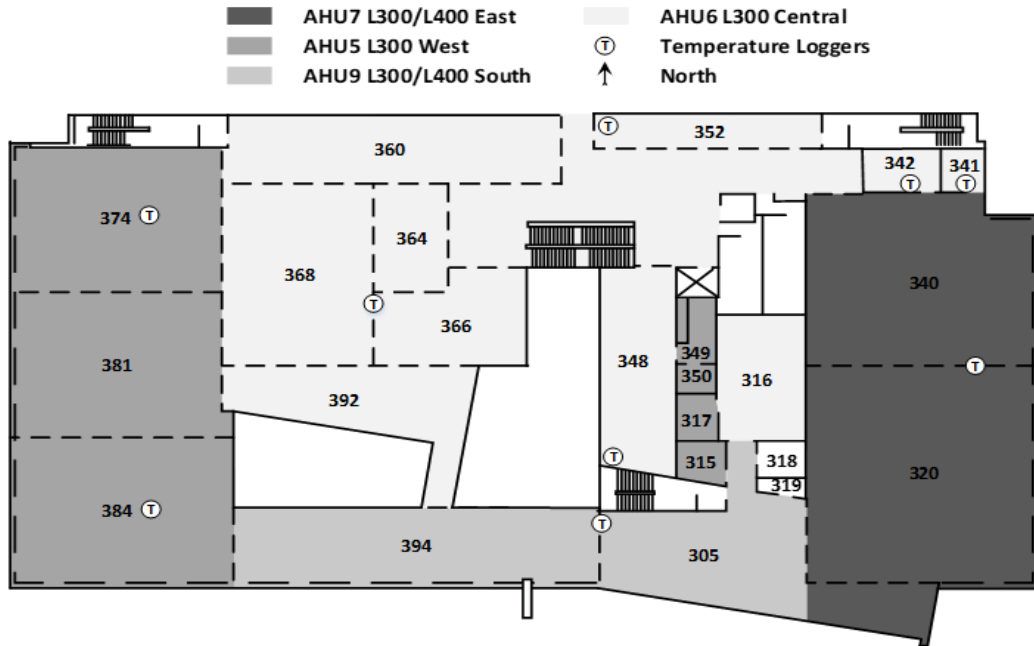 AHU7 L300/L400 East
AHU6 L300 Central
AHU5 L300 West
T Temperature Loggers
AHU9 L300/L400 South
North
T
352
360
342
341
T
T
374
T
364
368
340
T
366
349
348
381
350
316
T
392
317
T
315
318
319
320
384
T
T
394
305